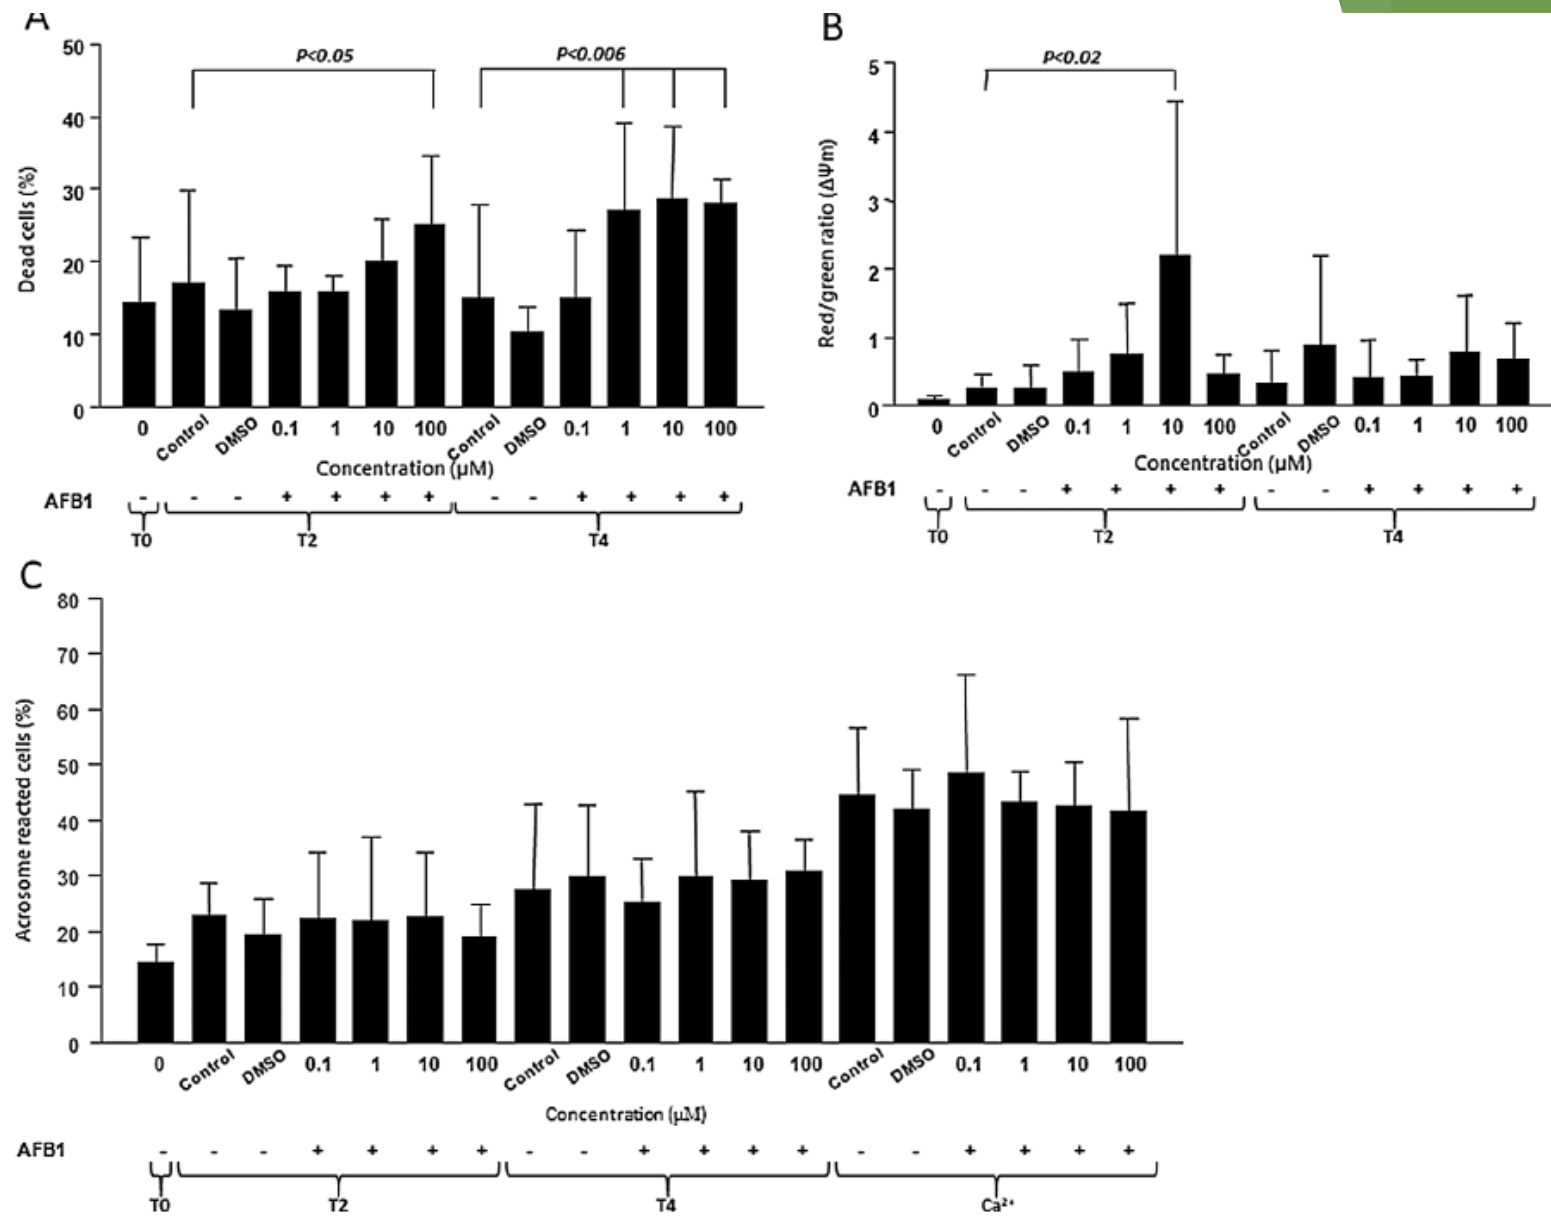 A
P<0.05
P<0.006
50
40
30
20
10
0
Dead cells (%)
0 Control DMSO 0.1 1 10 100 Control DMSO 0.1 1 10 100
Concentration (µM)
AFB1 - - - + + + + - - + + + +
T0 T2 T4
B
P<0.02
5
4
3
2
1
0
Red/green ratio (ΔΨm)
0 Control DMSO 0.1 1 10 100 Control DMSO 0.1 1 10 100
Concentration (µM)
AFB1 - - - + + + + - - + + + +
T0 T2 T4
C
80
70
60
50
40
30
20
10
0
Acrosome reacted cells (%)
0 Control DMSO 0.1 1 10 100 Control DMSO 0.1 1 10 100 Control DMSO 0.1 1 10 100
Concentration (µM)
AFB1 - - - + + + + - - + + + + - - + + + +
T0 T2 T4 Ca²⁺